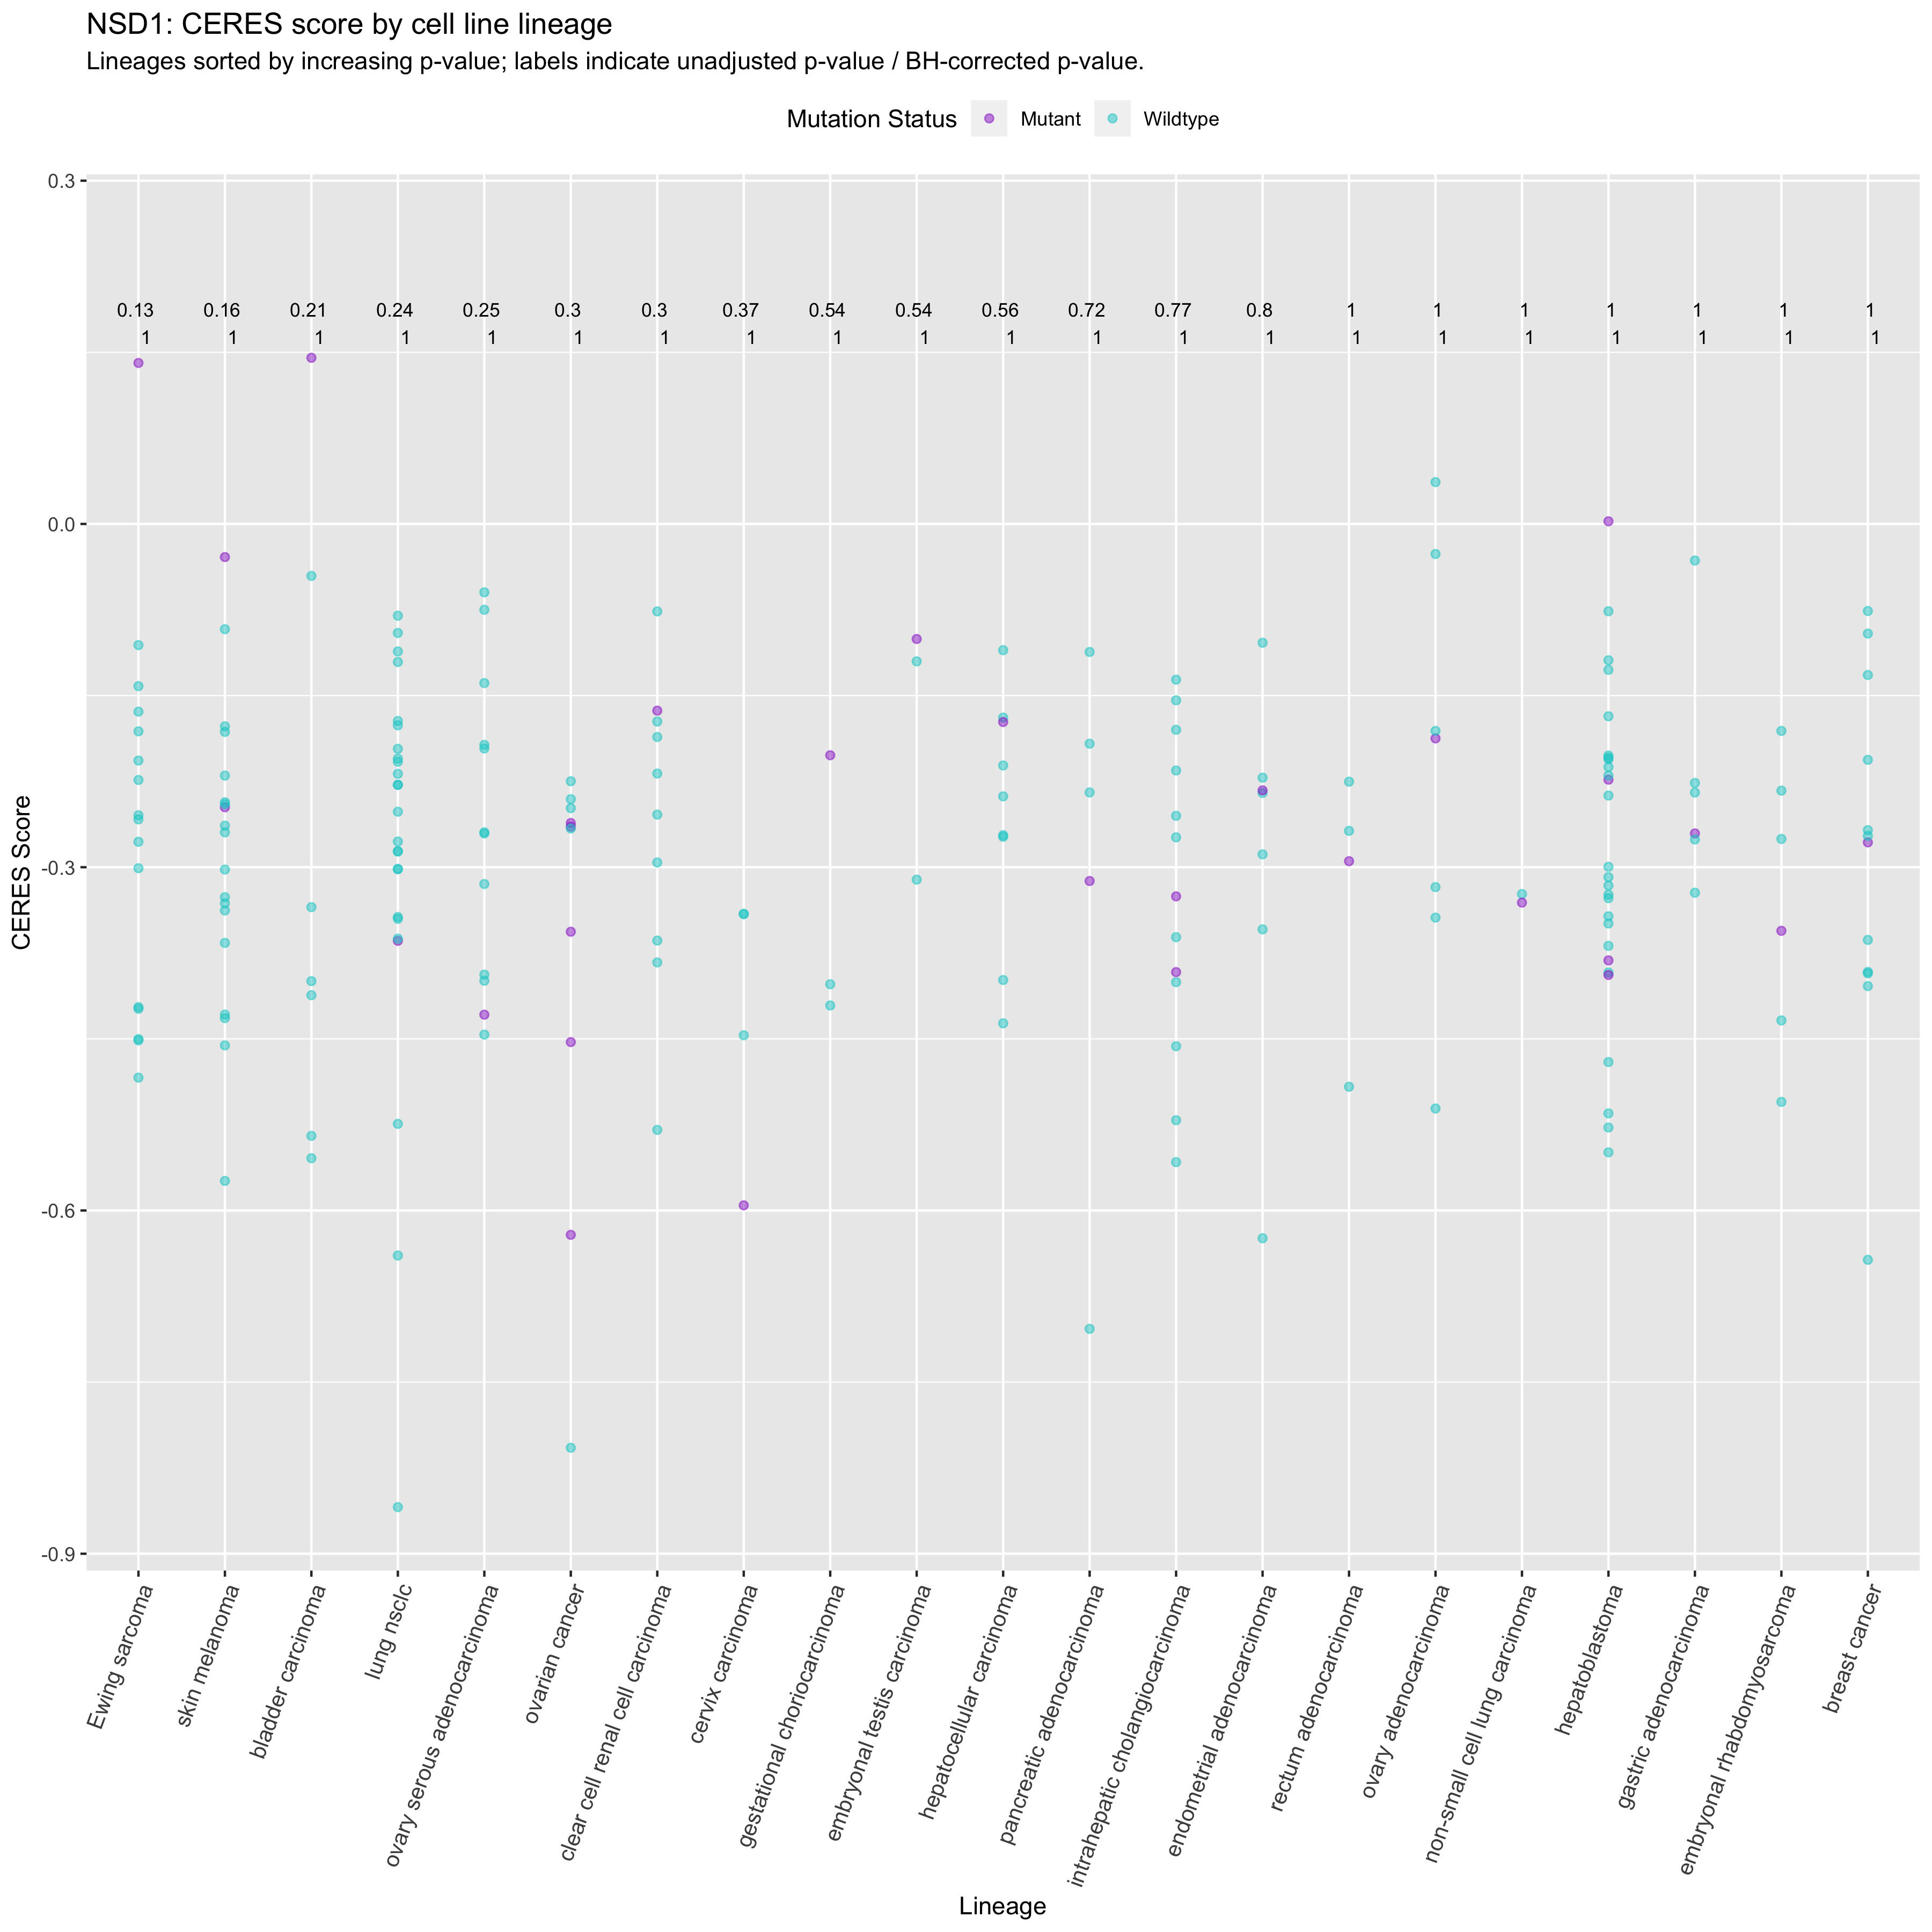 NSD1: CERES score by cell line lineage
Lineages sorted by increasing p-value; labels indicate unadjusted p-value / BH-corrected p-value.
Mutation Status Mutant Wildtype
0.3
0.13 0.16 0.21 0.24 0.25 0.3 0.3 0.37 0.54 0.54 0.56 0.72 0.77 0.8 1 1 1 1 1 1 1
1 1 1 1 1 1 1 1 1 1 1 1 1 1 1 1 1 1 1 1 1
0.0
-0.3
-0.6
-0.9
CERES Score
Ewing sarcoma
skin melanoma
bladder carcinoma
lung nsclc
ovary serous adenocarcinoma
ovarian cancer
clear cell renal cell carcinoma
cervix carcinoma
gestational choriocarcinoma
embryonal testis carcinoma
hepatocellular carcinoma
pancreatic adenocarcinoma
intrahepatic cholangiocarcinoma
endometrial adenocarcinoma
rectum adenocarcinoma
ovary adenocarcinoma
non-small cell lung carcinoma
hepatoblastoma
gastric adenocarcinoma
embryonal rhabdomyosarcoma
breast cancer
Lineage